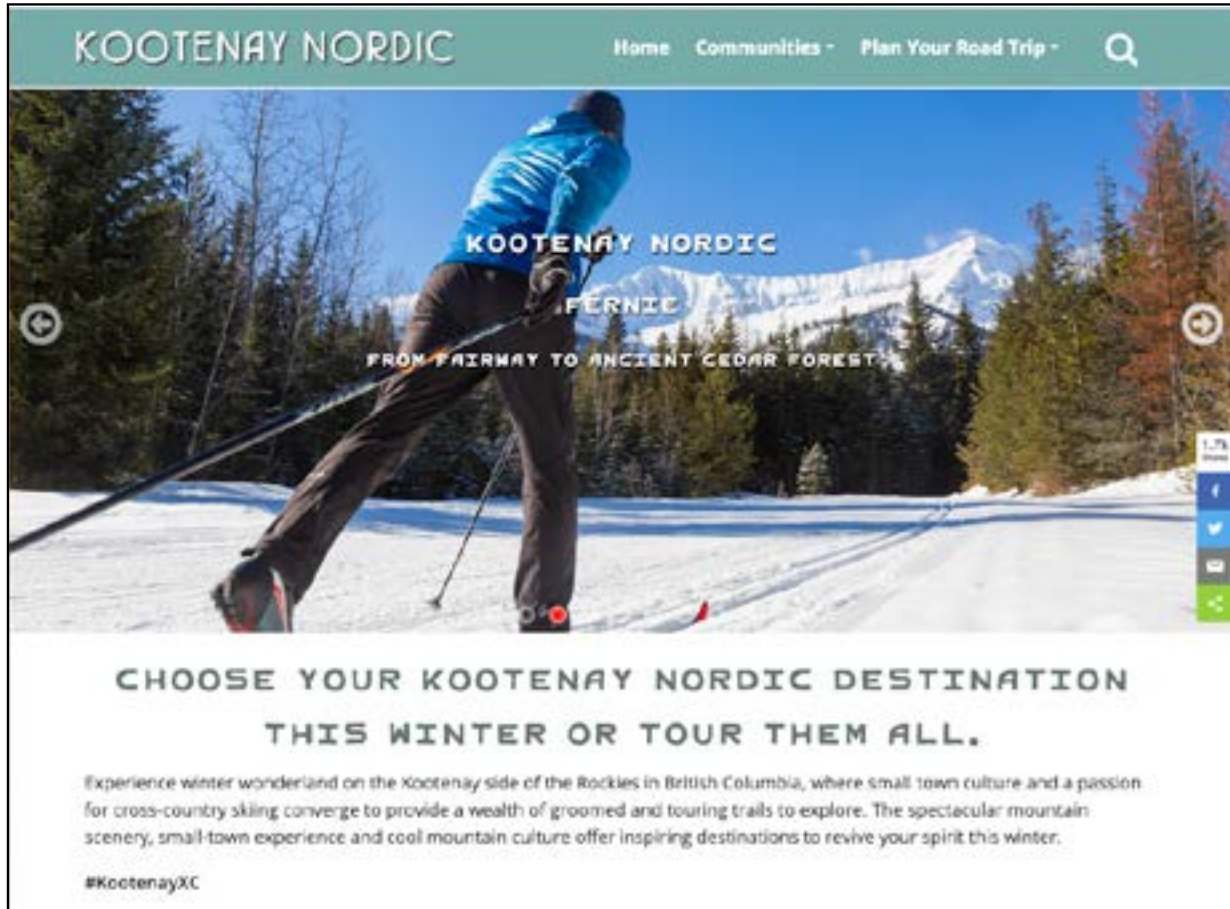 KOOTENAY NORDIC
Home Communities Plan Your Road Trip
KOOTENAY NORDIC
FERNIE
FROM FAIRWAY TO ANCIENT CEDAR FOREST
CHOOSE YOUR KOOTENAY NORDIC DESTINATION
THIS WINTER OR TOUR THEM ALL.
Experience winter wonderland on the Kootenay side of the Rockies in British Columbia, where small town culture and a passion
for cross-country skiing converge to provide a wealth of groomed and touring trails to explore. The spectacular mountain
scenery, small-town experience and cool mountain culture offer inspiring destinations to revive your spirit this winter.
#KootenayXC